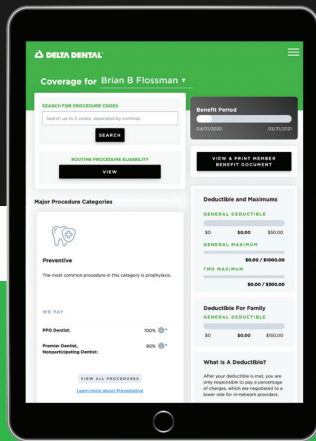 DELTA DENTAL
Coverage for Brian B Flossman
SEARCH FOR PROCEDURE CODES
Search up to 5 codes, separated by commas
SEARCH
ROUTINE PROCEDURE ELIGIBILITY
VIEW
Major Procedure Categories
Preventive
The most common procedure in this category is prophylaxis.
WE PAY
PPO Dentist: 100%
Premier Dentist, 80%
Nonparticipating Dentist:
VIEW ALL PROCEDURES
Learn more about Preventative
Benefit Period
04/01/2020 03/31/2021
VIEW & PRINT MEMBER
BENEFIT DOCUMENT
Deductible and Maximums
GENERAL DEDUCTIBLE
$0 $0.00 $50.00
GENERAL MAXIMUM
$0.00 / $1000.00
TMD MAXIMUM
$0.00 / $300.00
Deductible For Family
GENERAL DEDUCTIBLE
$0 $0.00 $150.00
What Is A Deductible?
After your deductible is met, you are
only responsible to pay a percentage
of charges, which are negotiated to a
lower rate for in-network providers.